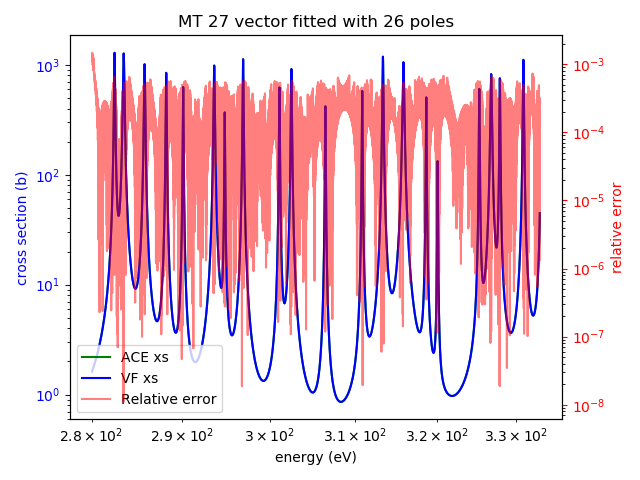 MT 27 vector fitted with 26 poles
cross section (b)
10³
10²
10¹
10⁰
10⁻³
10⁻⁴
10⁻⁵
10⁻⁶
10⁻⁷
10⁻⁸
relative error
ACE xs
VF xs
Relative error
2.8 × 10² 2.9 × 10² 3 × 10² 3.1 × 10² 3.2 × 10² 3.3 × 10²
energy (eV)